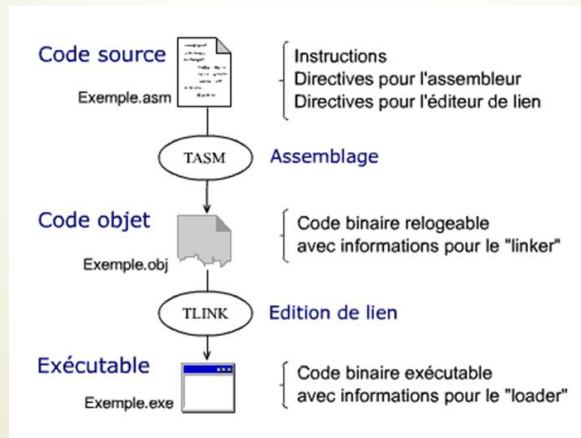 Code source
Exemple.asm
Instructions
Directives pour l'assembleur
Directives pour l'éditeur de lien
TASM
Assemblage
Code objet
Exemple.obj
Code binaire relogeable
avec informations pour le "linker"
TLINK
Edition de lien
Exécutable
Exemple.exe
Code binaire exécutable
avec informations pour le "loader"